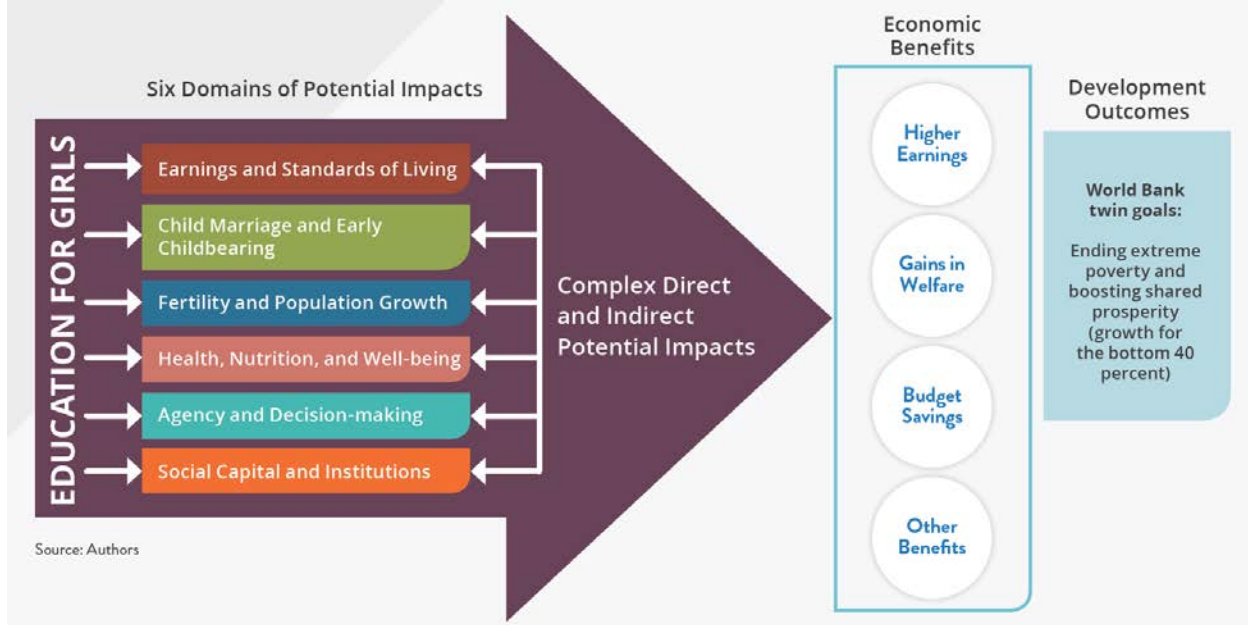 Six Domains of Potential Impacts
EDUCATION FOR GIRLS
Earnings and Standards of Living
Child Marriage and Early
Childbearing
Fertility and Population Growth
Health, Nutrition, and Well-being
Agency and Decision-making
Social Capital and Institutions
Complex Direct
and Indirect
Potential Impacts
Economic
Benefits
Higher
Earnings
Gains in
Welfare
Budget
Savings
Other
Benefits
Development
Outcomes
World Bank
twin goals:
Ending extreme
poverty and
boosting shared
prosperity
(growth for
the bottom 40
percent)
Source: Authors